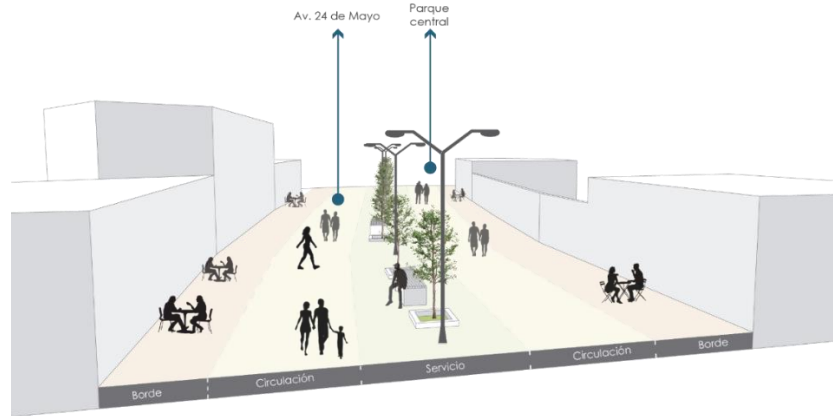 Av. 24 de Mayo
Parque
central
Borde
Circulación
Servicio
Circulación
Borde